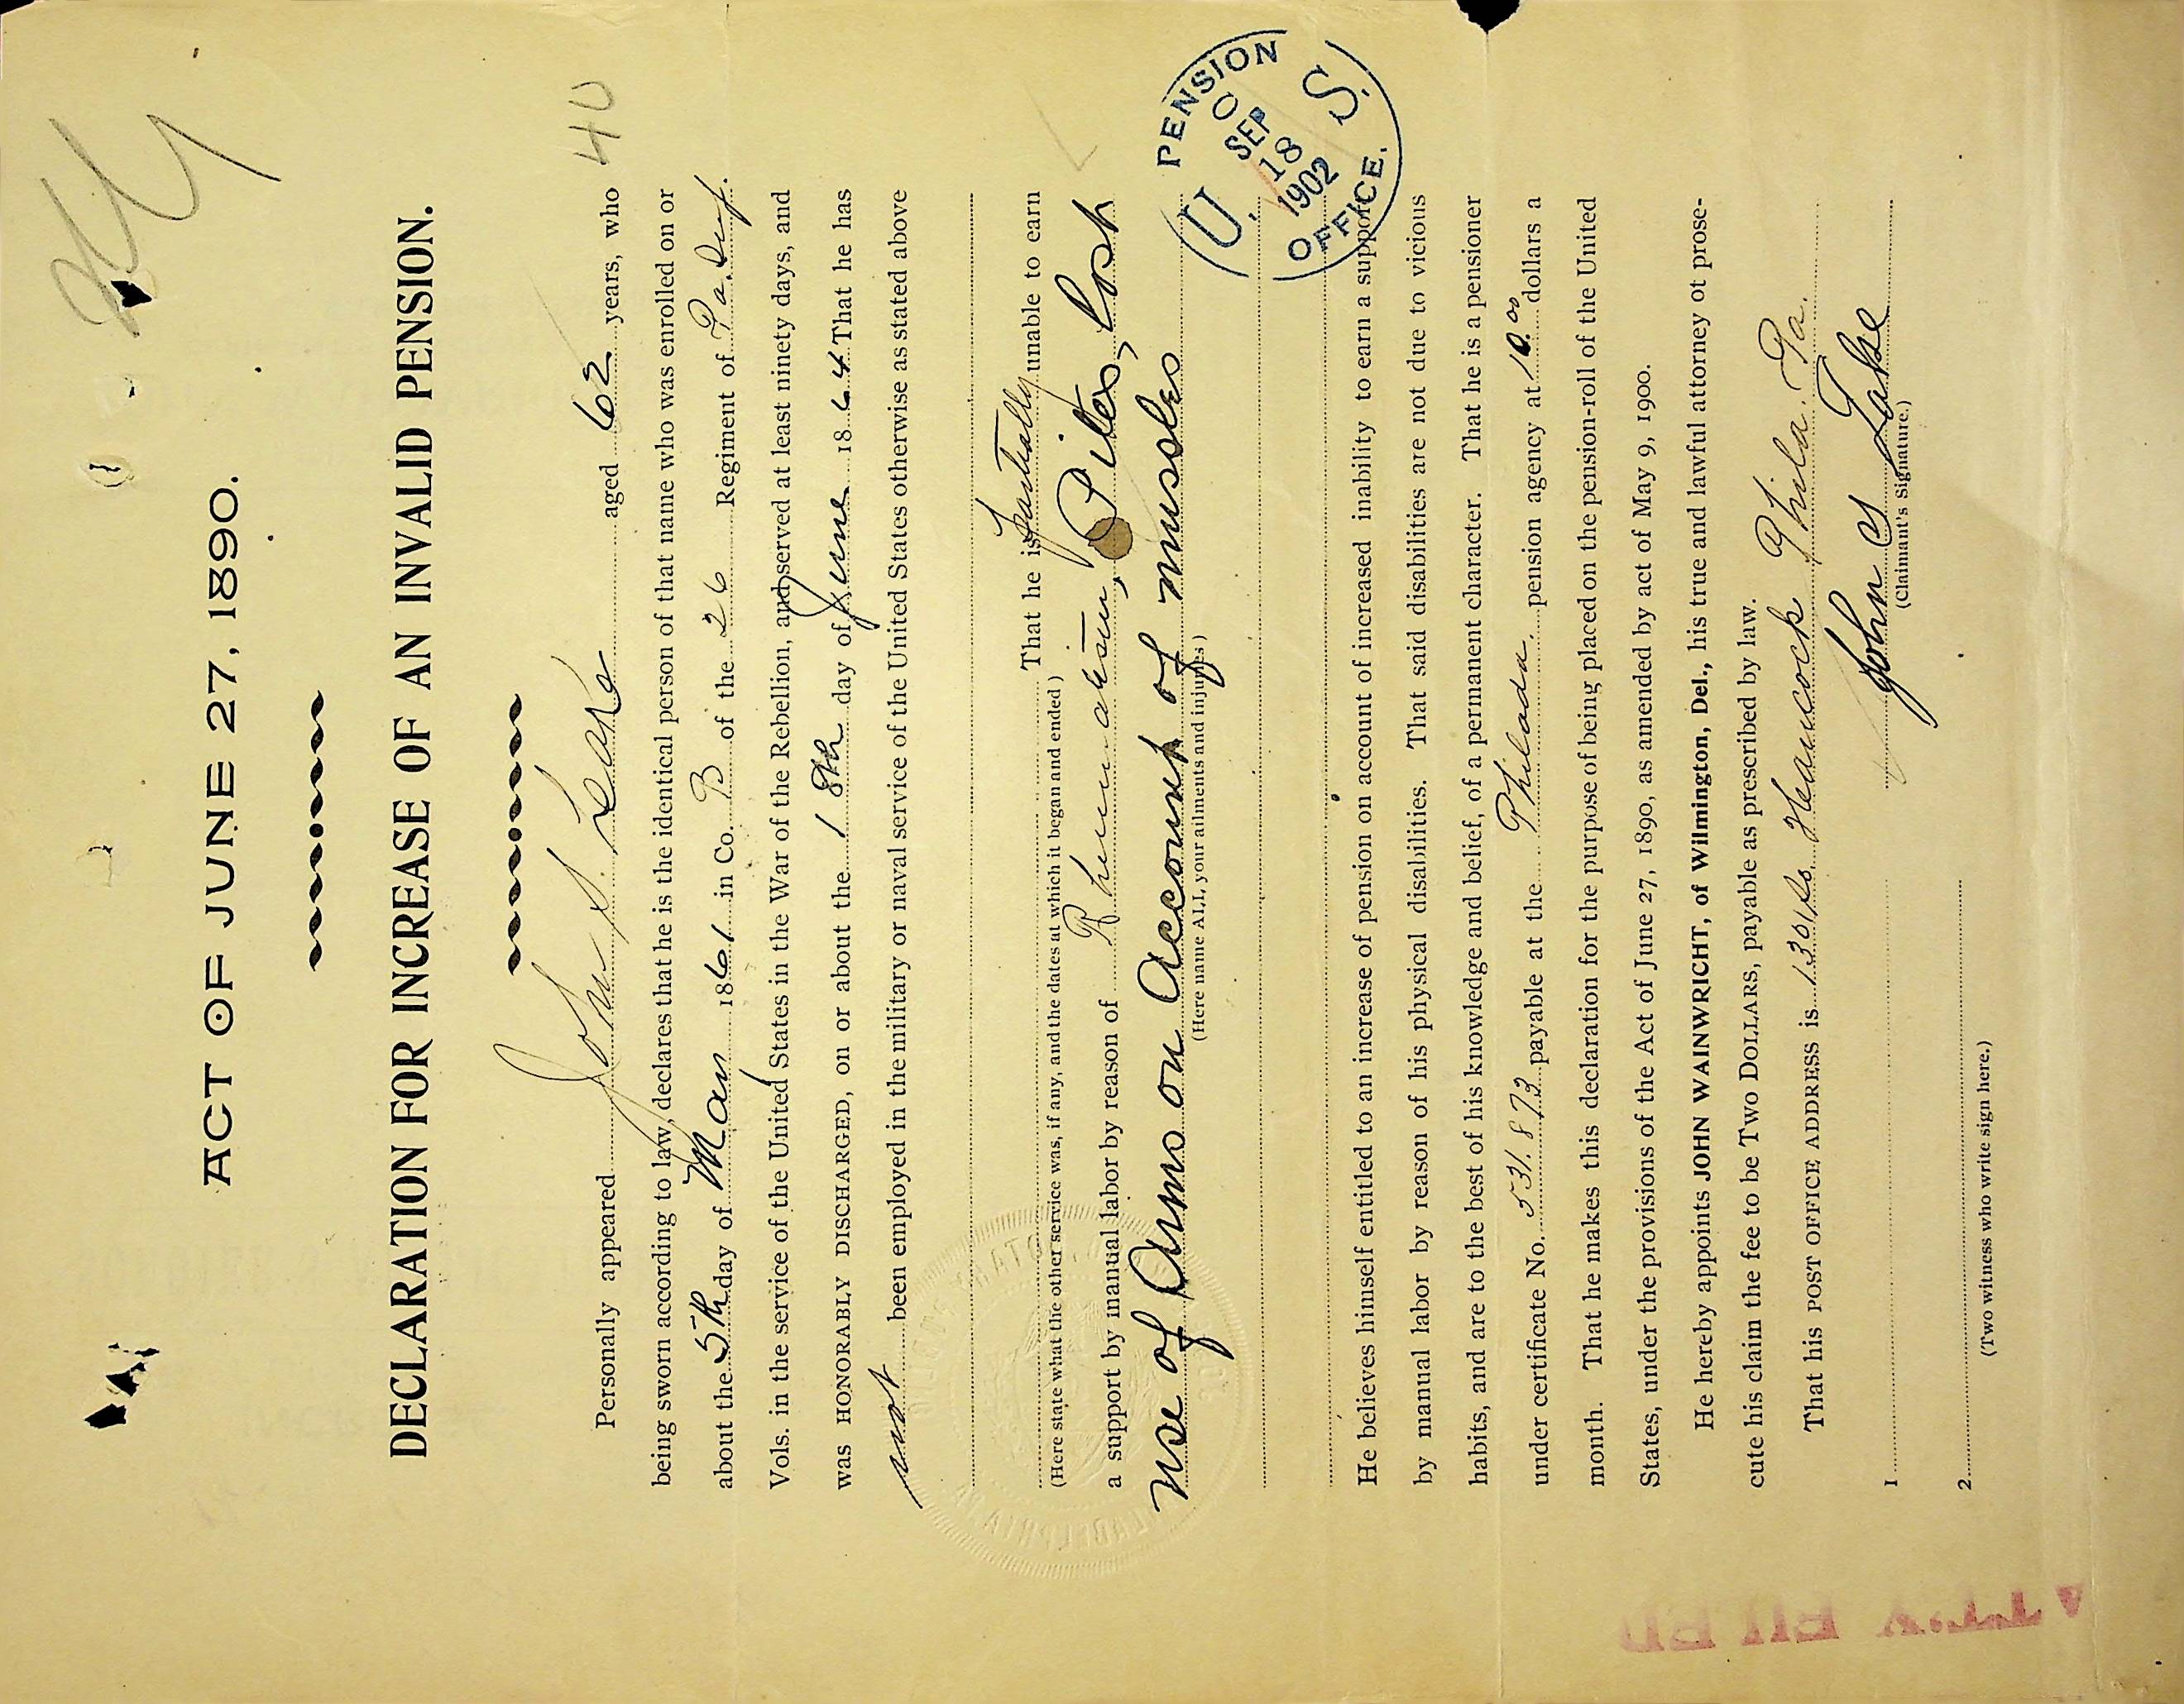 ACT OF JUNE 27, 1890.
DECLARATION FOR INCREASE OF AN INVALID PENSION.
40
Personally appeared John S. Lake aged 62 years, who
being sworn according to law, declares that he is the identical person of that name who was enrolled on or
about the 5th day of May 1861 in Co. B of the 26 Regiment of Pa. Inf.
Vols. in the service of the United States in the War of the Rebellion, and served at least ninety days, and
was HONORABLY DISCHARGED, on or about the 18th day of June 1864 That he has
not been employed in the military or naval service of the United States otherwise as stated above
That he is partially unable to earn
(Here state what the other service was, if any, and the dates at which it began and ended)
a support by manual labor by reason of Rheumatism, Piles, Lost
use of Arms on Account of mussles
(Here name ALL your ailments and injuries)
U. S. PENSION OFFICE.
SEP
18
1902
He believes himself entitled to an increase of pension on account of increased inability to earn a support
by manual labor by reason of his physical disabilities. That said disabilities are not due to vicious
habits, and are to the best of his knowledge and belief, of a permanent character. That he is a pensioner
under certificate No. 531.873 payable at the Philada. pension agency at 10.00 dollars a
month. That he makes this declaration for the purpose of being placed on the pension-roll of the United
States, under the provisions of the Act of June 27, 1890, as amended by act of May 9, 1900.
He hereby appoints JOHN WAINWRICHT, of Wilmington, Del., his true and lawful attorney ot prose-
cute his claim the fee to be TWO DOLLARS, payable as prescribed by law.
That his POST OFFICE ADDRESS is 130 So. Heancock Phila. Pa.
John S Lake
(Claimant's signature.)
1
2
(Two witness who write sign here.)